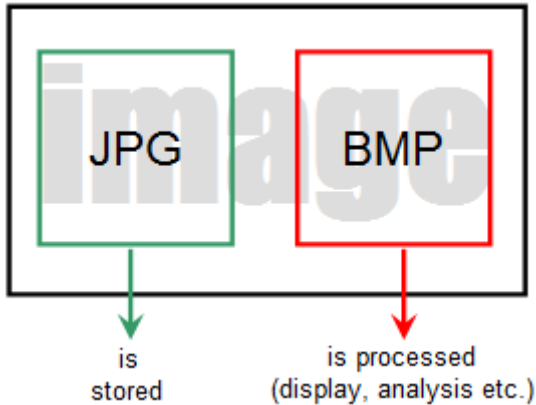 image
JPG
BMP
is
stored
is processed
(display, analysis etc.)